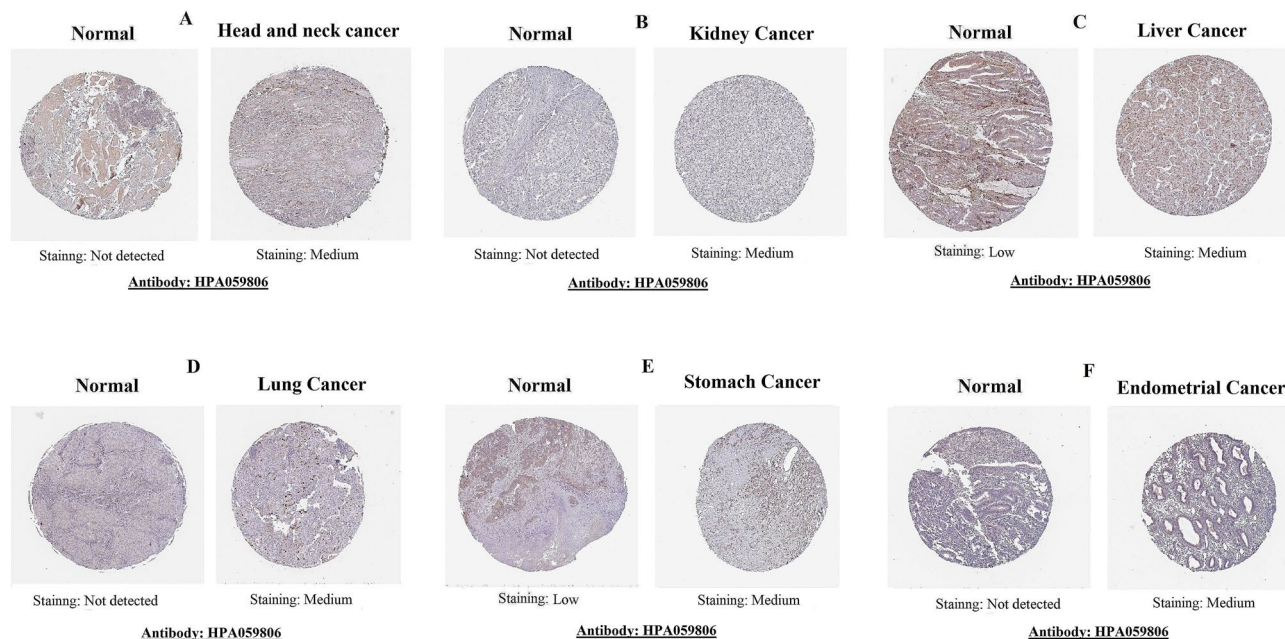 A
Normal
Head and neck cancer
Stainng: Not detected
Staining: Medium
Antibody: HPA059806
B
Normal
Kidney Cancer
Stainng: Not detected
Staining: Medium
Antibody: HPA059806
C
Normal
Liver Cancer
Staining: Low
Staining: Medium
Antibody: HPA059806
D
Normal
Lung Cancer
Stainng: Not detected
Staining: Medium
Antibody: HPA059806
E
Normal
Stomach Cancer
Staining: Low
Staining: Medium
Antibody: HPA059806
F
Normal
Endometrial Cancer
Stainng: Not detected
Staining: Medium
Antibody: HPA059806